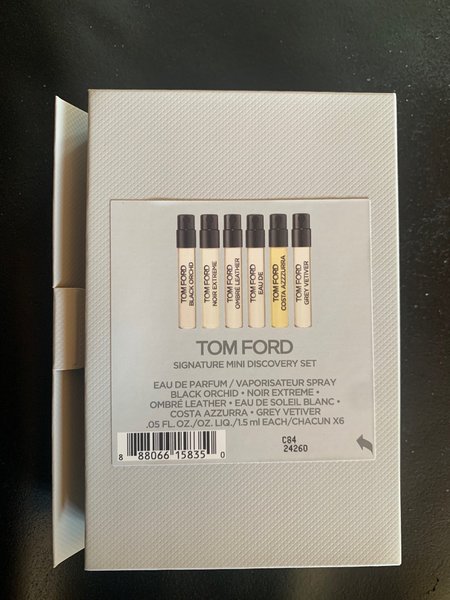 TOM FORD
BLACK ORCHID
TOM FORD
NOIR EXTREME
TOM FORD
OMBRÉ LEATHER
TOM FORD
EAU DE
TOM FORD
COSTA AZZZURRA
TOM FORD
GREY VETIVER
TOM FORD
SIGNATURE MINI DISCOVERY SET
EAU DE PARFUM / VAPORISATEUR SPRAY
BLACK ORCHID • NOIR EXTREME •
OMBRÉ LEATHER • EAU DE SOLEIL BLANC •
COSTA AZZURRA • GREY VETIVER
.05 FL. OZ./OZ. LIQ./1.5 ml EACH/CHACUN X6
8 88066 15835 0
C84
24260